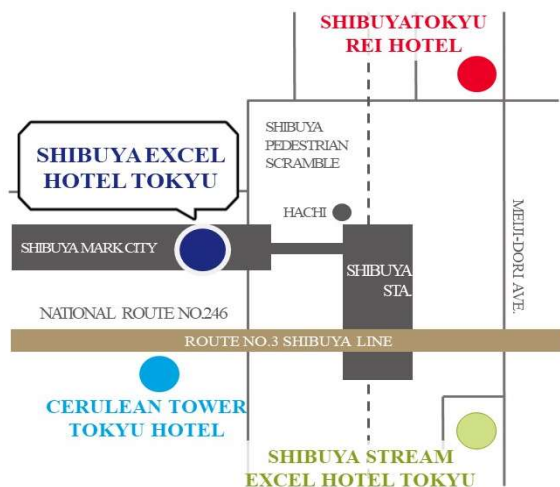 SHIBUYATOKYU
REI HOTEL
SHIBUYA
PEDESTRIAN
SCRAMBLE
SHIBUYA EXCEL
HOTEL TOKYU
HACHI
MEIJI-DORI AVE.
SHIBUYA MARK CITY
SHIBUYA
STA.
NATIONAL ROUTE NO.246
ROUTE NO.3 SHIBUYA LINE
CERULEAN TOWER
TOKYU HOTEL
SHIBUYA STREAM
EXCEL HOTEL TOKYU